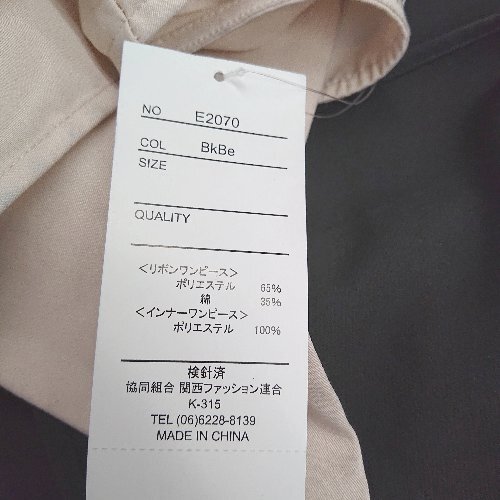 NO E2070
COL BkBe
SIZE
QUALITY
<リボンワンピース>
ポリエステル 65%
綿 35%
<インナーワンピース>
ポリエステル 100%
検針済
協同組合 関西ファッション連合
K-315
TEL (06)6228-8139
MADE IN CHINA